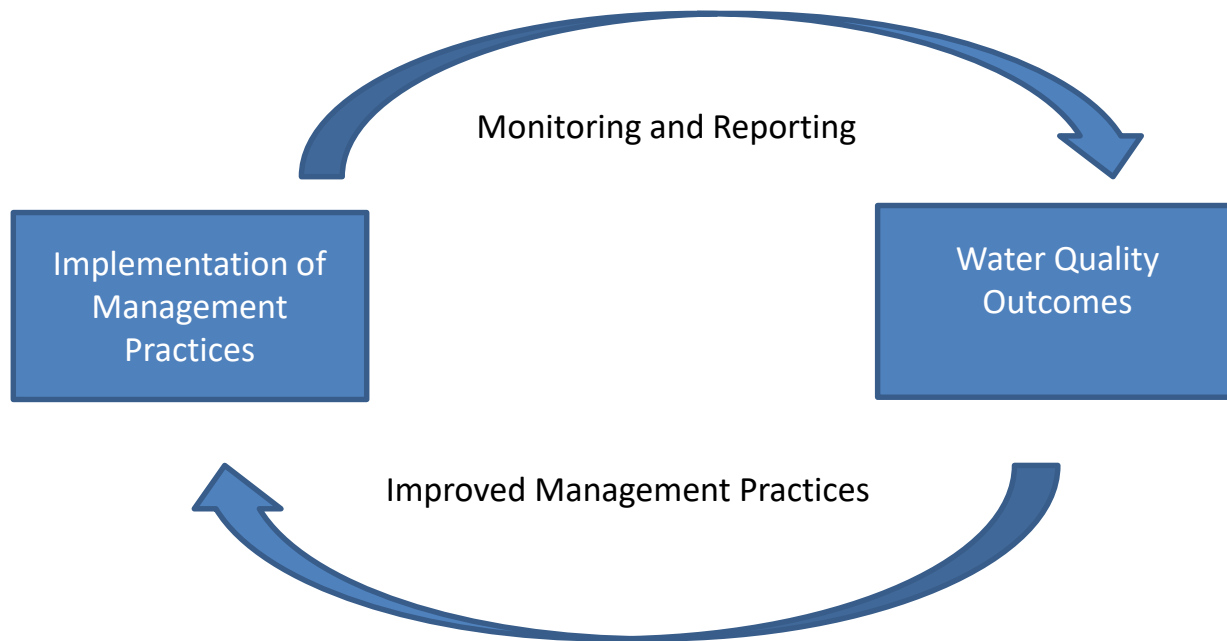 Monitoring and Reporting
Implementation of
Management
Practices
Water Quality
Outcomes
Improved Management Practices